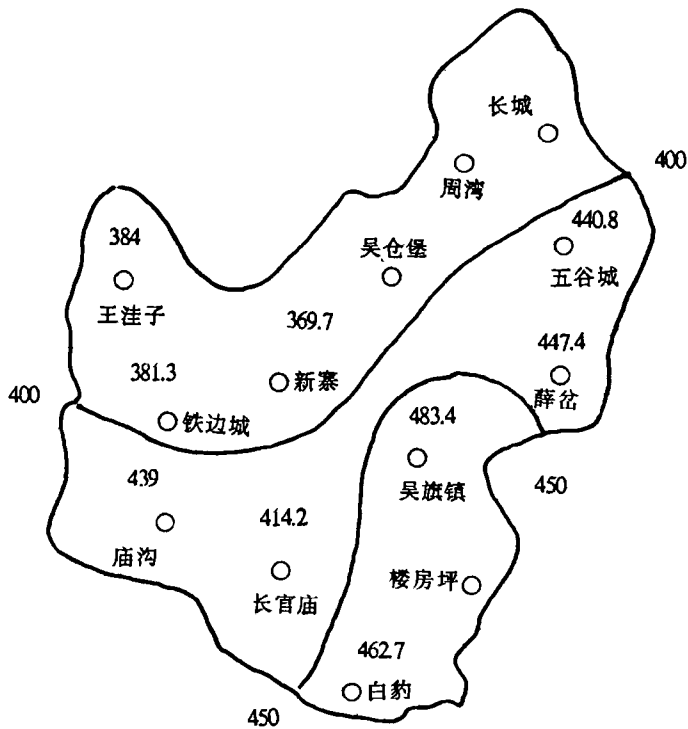 长城
400
周湾
440.8
384
吴仓堡
五谷城
王洼子
369.7
447.4
381.3
新寨
薛岔
400
483.4
铁边城
439
吴旗镇
450
414.2
庙沟
楼房坪
长官庙
462.7
白豹
450